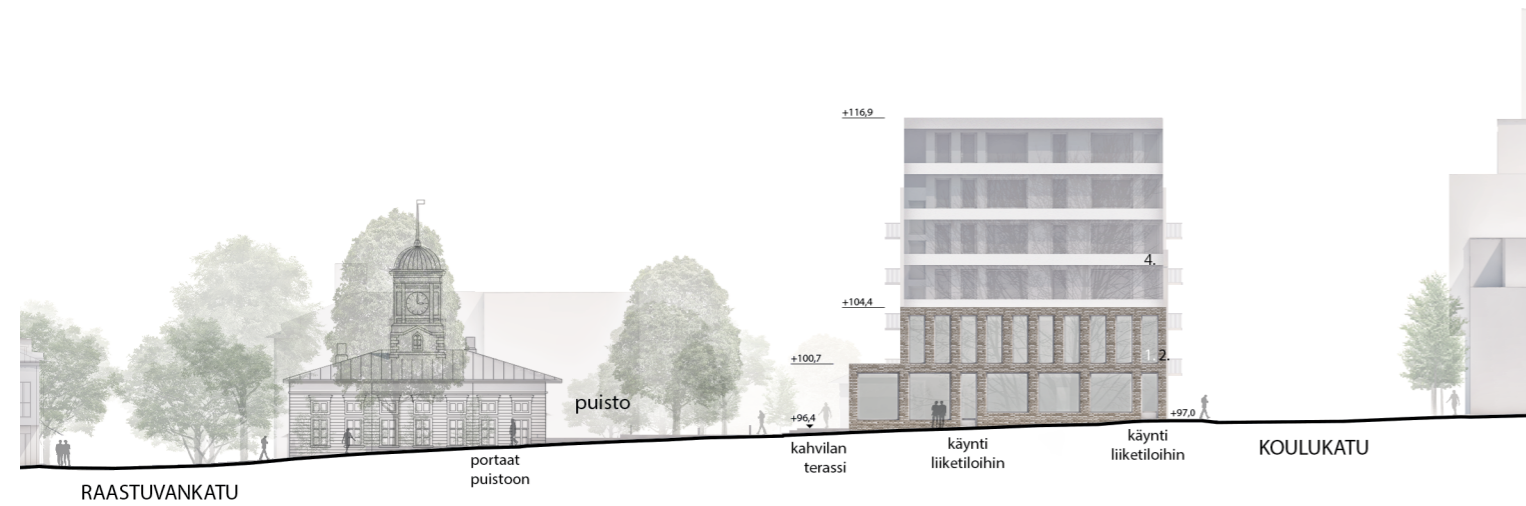 +116,9
4.
+104,4
+100,7
1. 2.
puisto
+96,4
+97,0
kahvilan
terassi
käynti
liiketiloihin
käynti
liiketiloihin
KOULUKATU
portaat
puistoon
RAASTUVANKATU